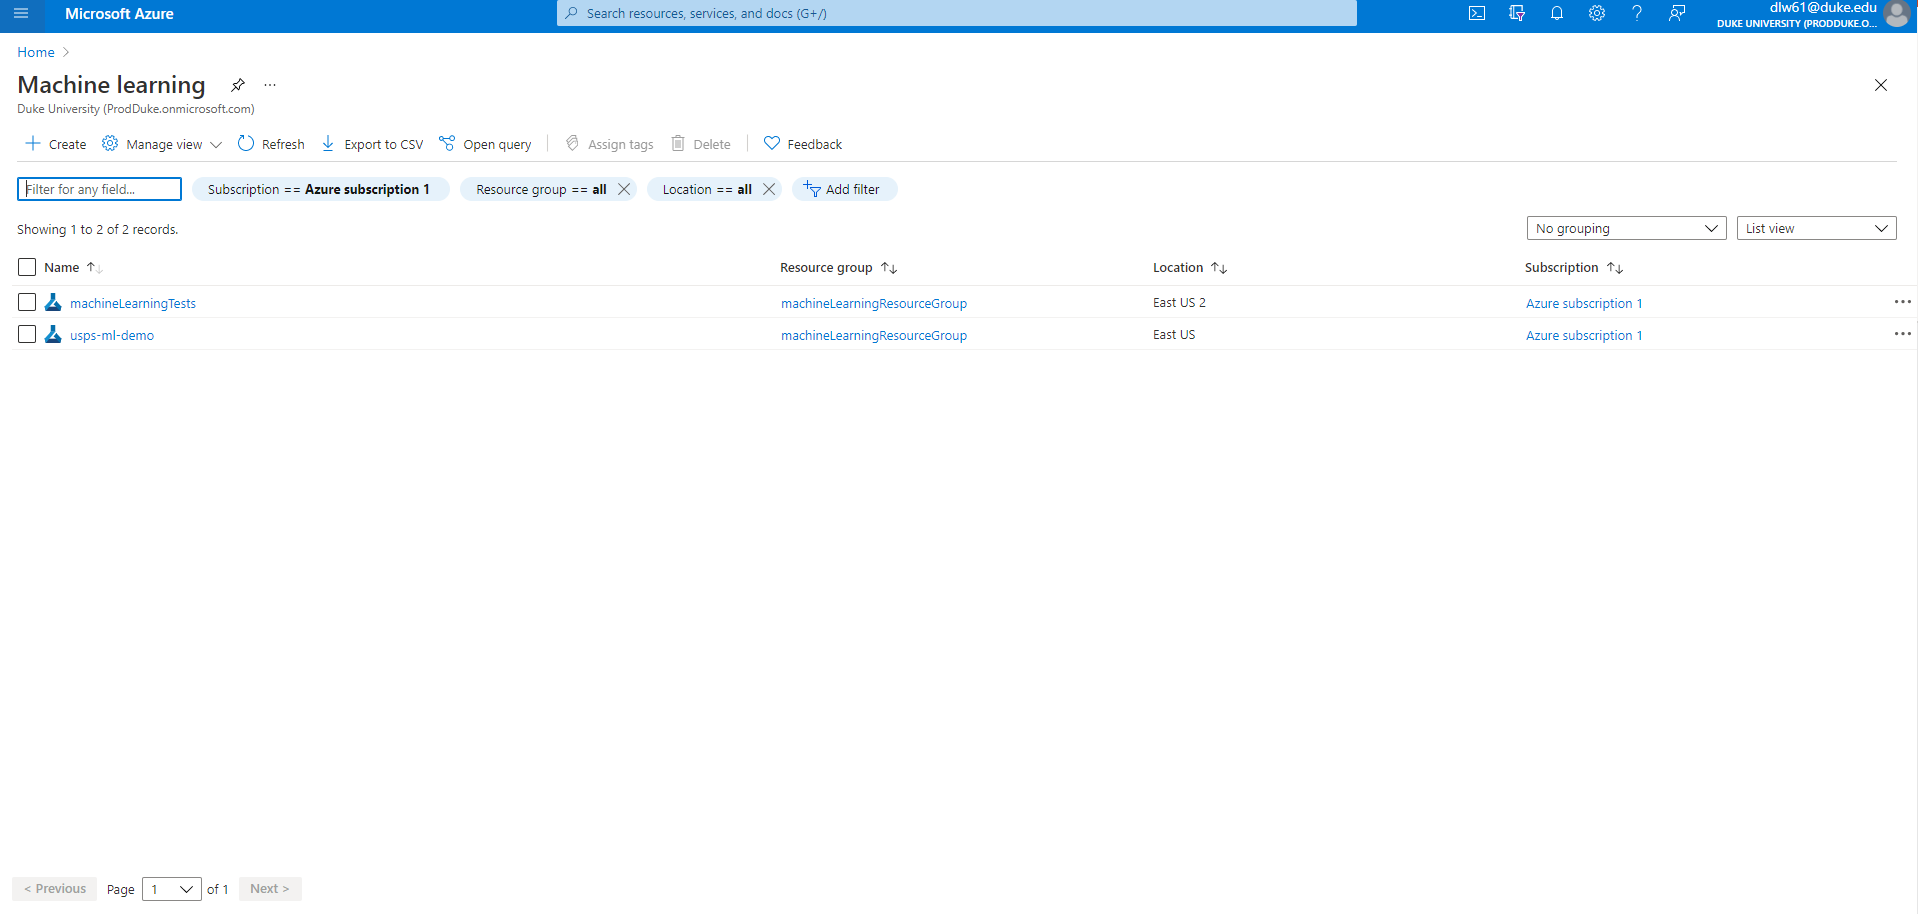 Microsoft Azure
Search resources, services, and docs (G+/)
dlw61@duke.edu
DUKE UNIVERSITY (PRODDUKE.O...
Home
Machine learning
Duke University (ProdDuke.onmicrosoft.com)
Create Manage view Refresh Export to CSV Open query Assign tags Delete Feedback
Filter for any field... Subscription == Azure subscription 1 Resource group == all Location == all Add filter
Showing 1 to 2 of 2 records. No grouping List view
Name Resource group Location Subscription
machineLearningTests machineLearningResourceGroup East US 2 Azure subscription 1
usps-ml-demo machineLearningResourceGroup East US Azure subscription 1
< Previous Page 1 of 1 Next >